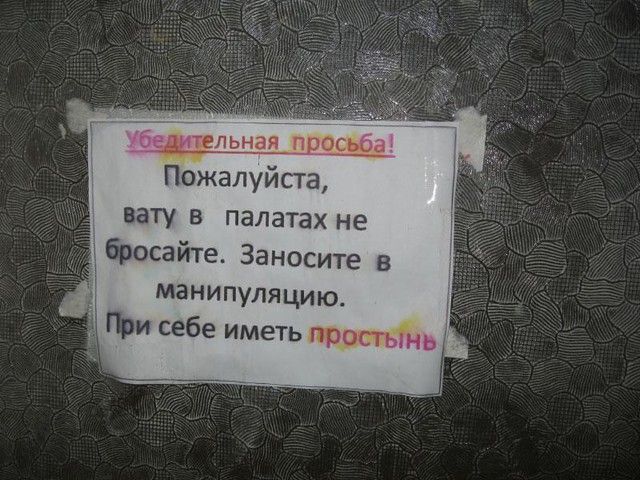 Убедительная просьба!
Пожалуйста,
вату в палатах не
бросайте. Заносите в
манипуляцию.
При себе иметь простынь